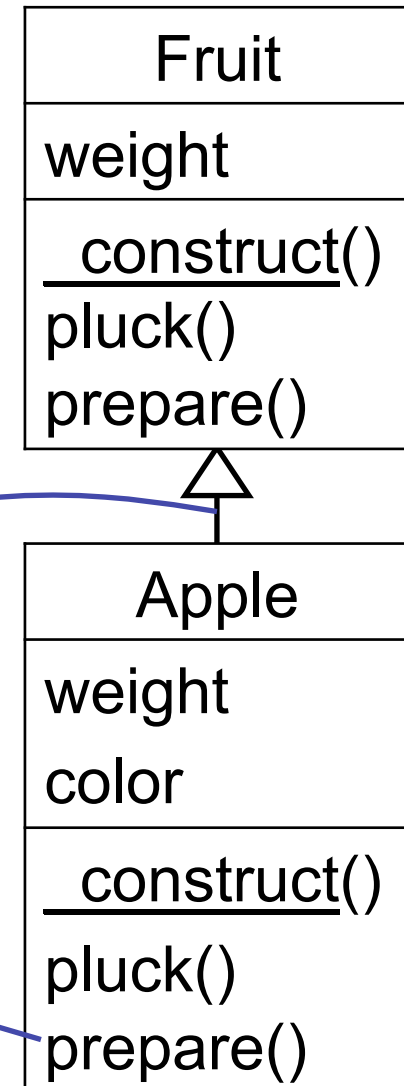 Fruit
weight
__construct()
pluck()
prepare()
Apple
weight
color
__construct()
pluck()
prepare()